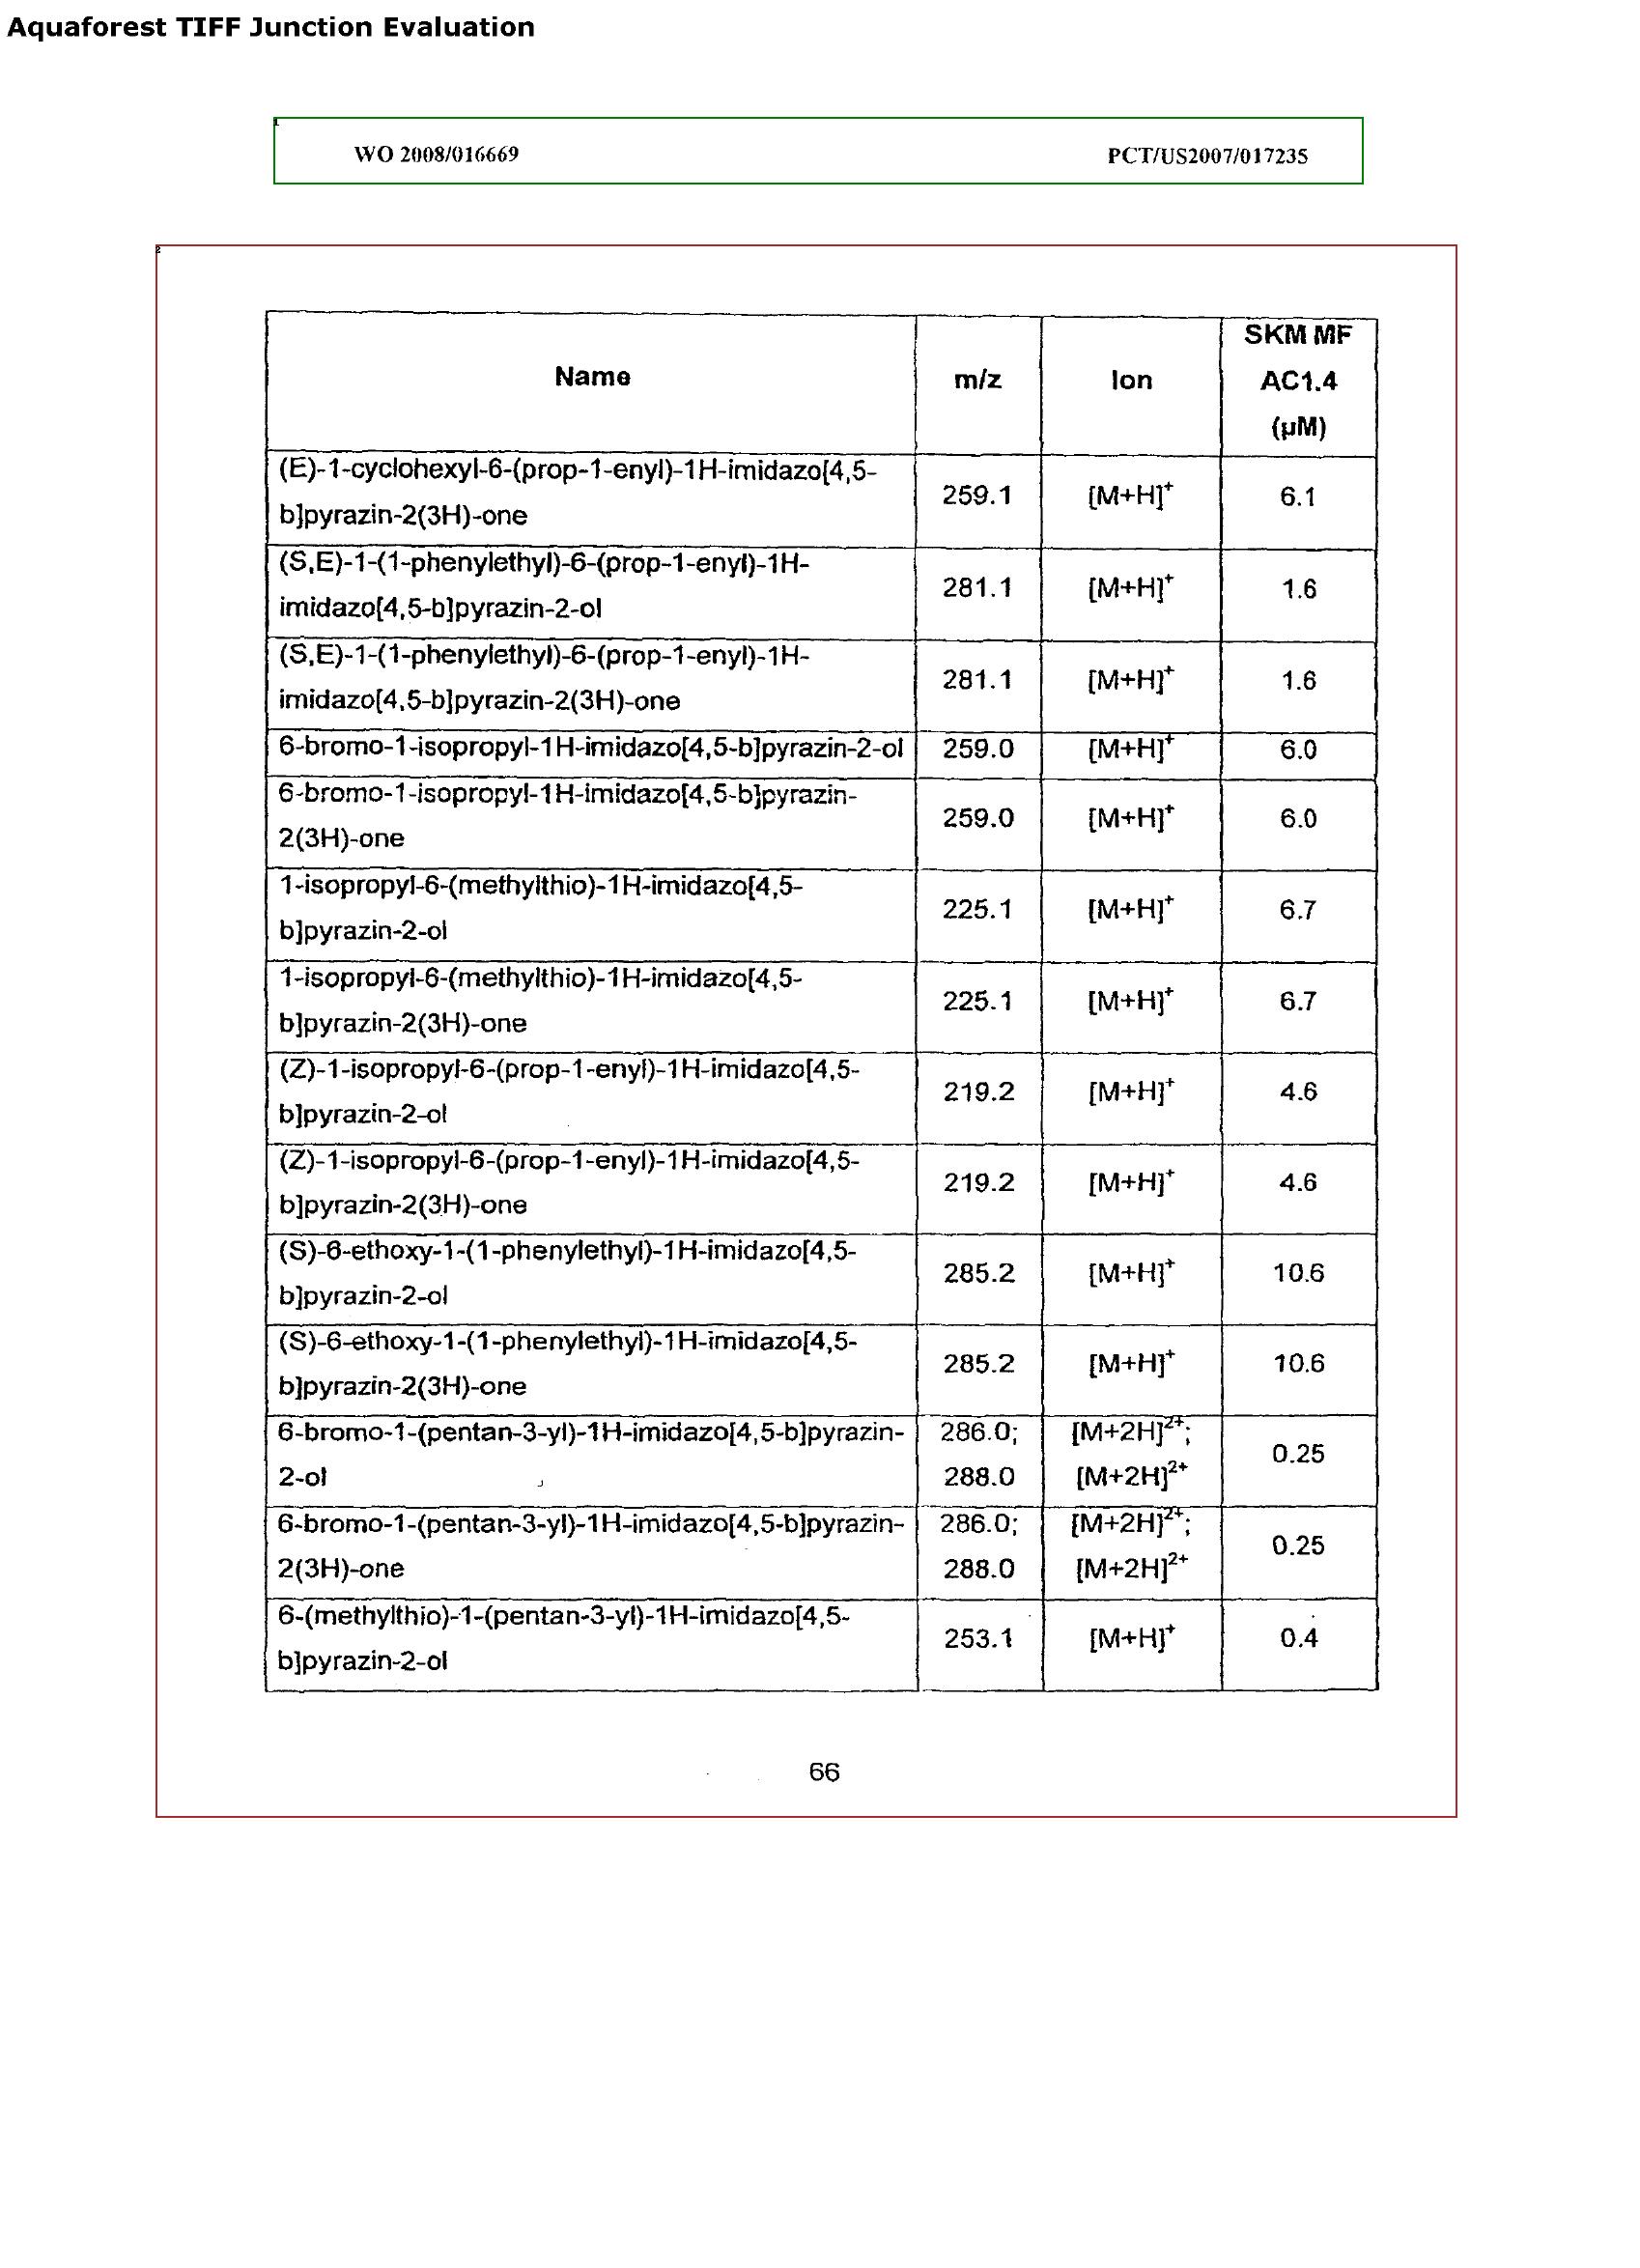 Aquaforest TIFF Junction Evaluation
1
WO 2008/016669 PCT/US2007/017235
2
Name m/z Ion SKM MF
AC1.4
(µM)
(E)-1-cyclohexyl-6-(prop-1-enyl)-1H-imidazo[4,5-
b]pyrazin-2(3H)-one 259.1 [M+H]⁺ 6.1
(S,E)-1-(1-phenylethyl)-6-(prop-1-enyl)-1H-
imidazo[4,5-b]pyrazin-2-ol 281.1 [M+H]⁺ 1.6
(S,E)-1-(1-phenylethyl)-6-(prop-1-enyl)-1H-
imidazo[4,5-b]pyrazin-2(3H)-one 281.1 [M+H]⁺ 1.6
6-bromo-1-isopropyl-1H-imidazo[4,5-b]pyrazin-2-ol 259.0 [M+H]⁺ 6.0
6-bromo-1-isopropyl-1H-imidazo[4,5-b]pyrazin-
2(3H)-one 259.0 [M+H]⁺ 6.0
1-isopropyl-6-(methylthio)-1H-imidazo[4,5-
b]pyrazin-2-ol 225.1 [M+H]⁺ 6.7
1-isopropyl-6-(methylthio)-1H-imidazo[4,5-
b]pyrazin-2(3H)-one 225.1 [M+H]⁺ 6.7
(Z)-1-isopropyl-6-(prop-1-enyl)-1H-imidazo[4,5-
b]pyrazin-2-ol 219.2 [M+H]⁺ 4.6
(Z)-1-isopropyl-6-(prop-1-enyl)-1H-imidazo[4,5-
b]pyrazin-2(3H)-one 219.2 [M+H]⁺ 4.6
(S)-6-ethoxy-1-(1-phenylethyl)-1H-imidazo[4,5-
b]pyrazin-2-ol 285.2 [M+H]⁺ 10.6
(S)-6-ethoxy-1-(1-phenylethyl)-1H-imidazo[4,5-
b]pyrazin-2(3H)-one 285.2 [M+H]⁺ 10.6
6-bromo-1-(pentan-3-yl)-1H-imidazo[4,5-b]pyrazin- 286.0; [M+2H]²⁺;
2-ol 288.0 [M+2H]²⁺ 0.25
6-bromo-1-(pentan-3-yl)-1H-imidazo[4,5-b]pyrazin- 286.0; [M+2H]²⁺;
2(3H)-one 288.0 [M+2H]²⁺ 0.25
6-(methylthio)-1-(pentan-3-yl)-1H-imidazo[4,5-
b]pyrazin-2-ol 253.1 [M+H]⁺ 0.4
66